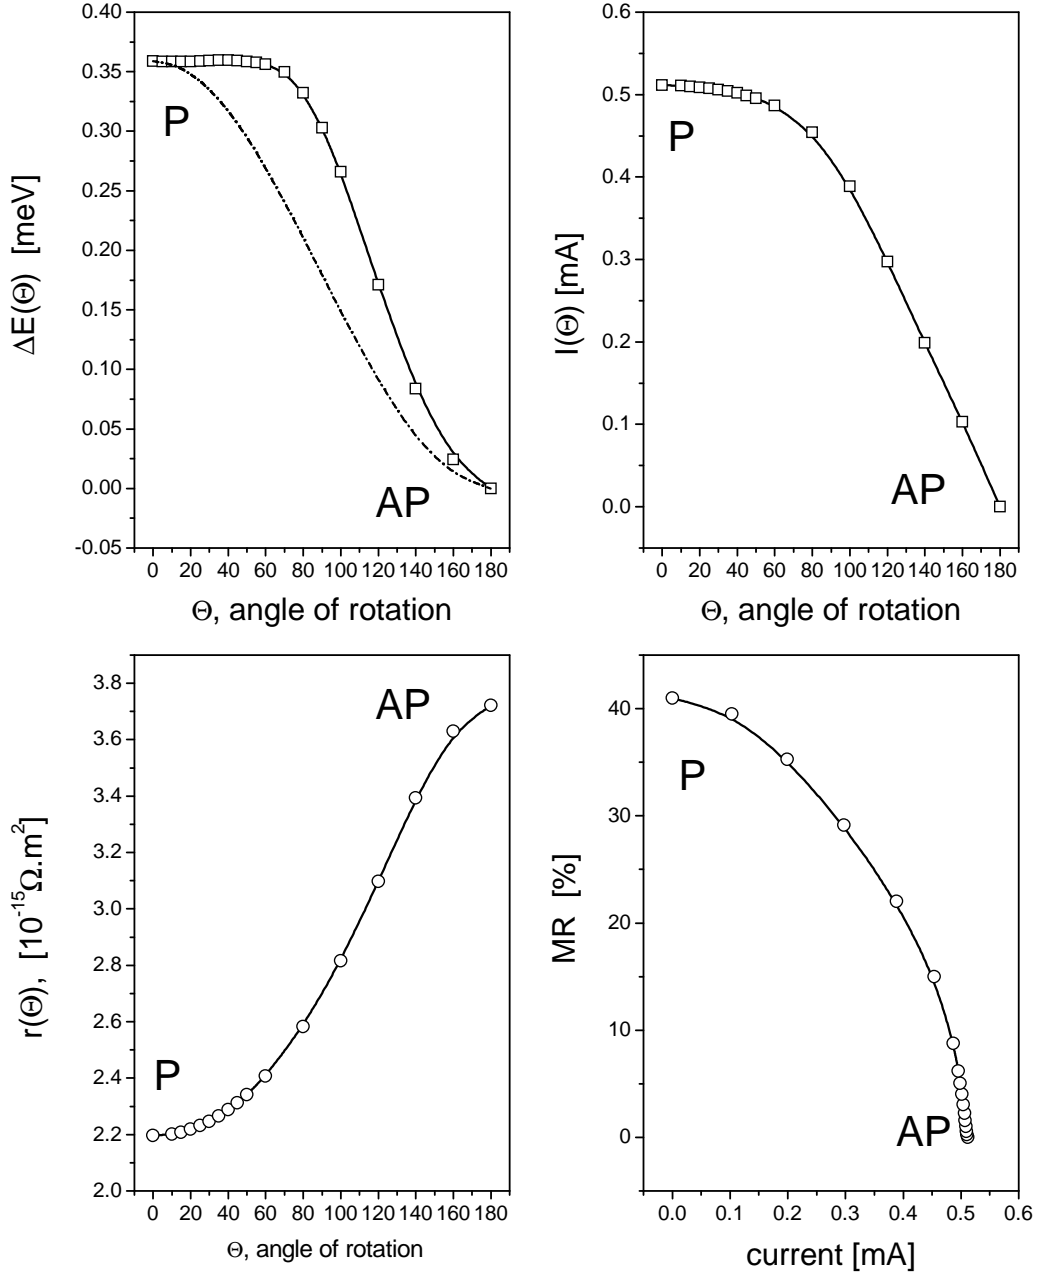 0.40
0.35
0.30
0.25
0.20
0.15
0.10
0.05
0.00
-0.05
ΔE(Θ) [meV]
P
AP
0 20 40 60 80 100 120 140 160 180
Θ, angle of rotation
0.6
0.5
0.4
0.3
0.2
0.1
0.0
I(Θ) [mA]
P
AP
0 20 40 60 80 100 120 140 160 180
Θ, angle of rotation
3.8
3.6
3.4
3.2
3.0
2.8
2.6
2.4
2.2
2.0
r(Θ), [10⁻¹⁵Ω.m²]
AP
P
0 20 40 60 80 100 120 140 160 180
Θ, angle of rotation
40
30
20
10
0
MR [%]
P
AP
0.0 0.1 0.2 0.3 0.4 0.5 0.6
current [mA]